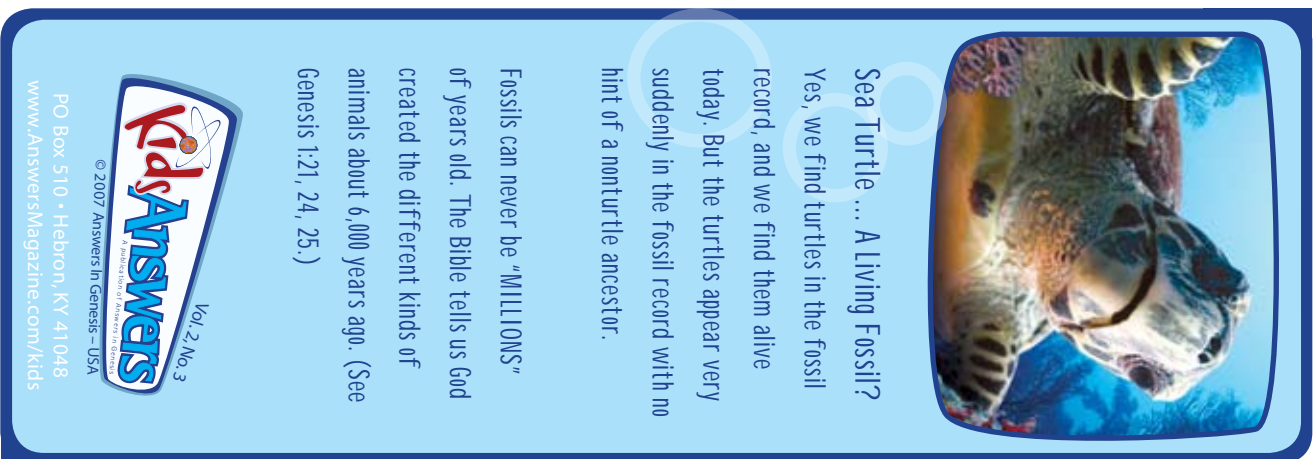 Sea Turtle ... A Living Fossil?
Yes, we find turtles in the fossil
record, and we find them alive
today. But the turtles appear very
suddenly in the fossil record with no
hint of a nonturtle ancestor.
Fossils can never be “MILLIONS”
of years old. The Bible tells us God
created the different kinds of
animals about 6,000 years ago. (See
Genesis 1:21, 24, 25.)
Vol. 2, No. 3
Kids Answers
A publication of Answers in Genesis
© 2007 Answers In Genesis – USA
PO Box 510 • Hebron, KY 41048
www.AnswersMagazine.com/kids